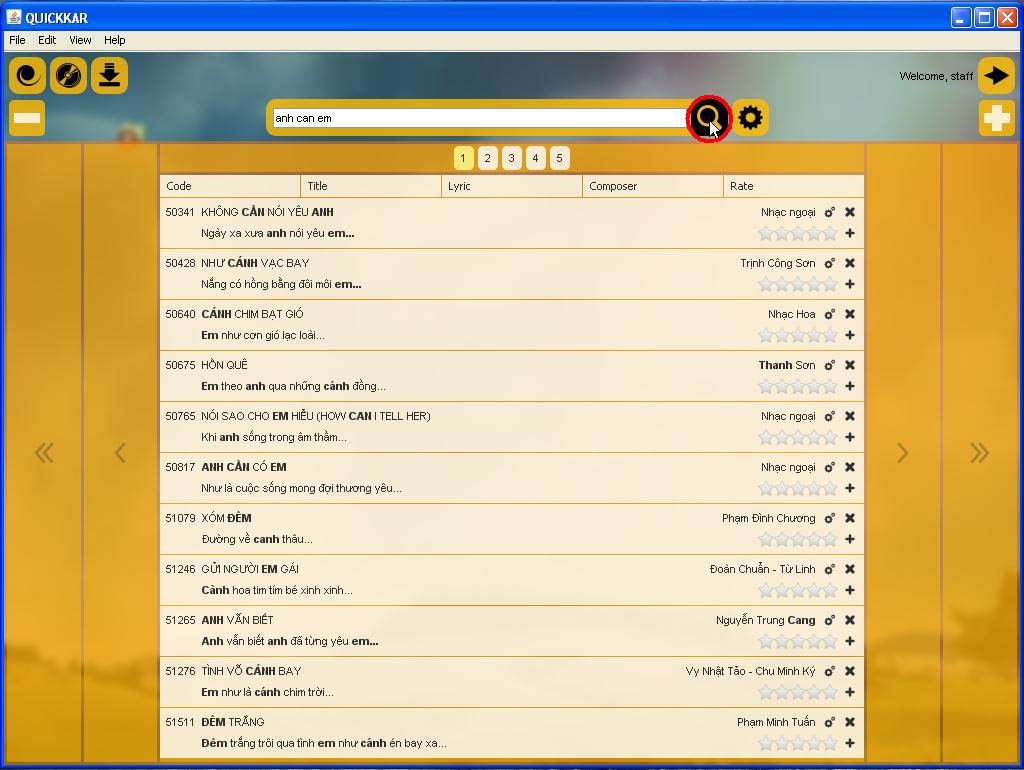 QUICKKAR
File Edit View Help
Welcome, staff
anh can em
1 2 3 4 5
Code Title Lyric Composer Rate
50341 KHÔNG CẦN NÓI YÊU ANH Nhạc ngoại
Ngày xa xưa anh nói yêu em...
50428 NHƯ CÁNH VẠC BAY Trịnh Công Sơn
Nắng có hồng bằng đôi môi em...
50640 CÁNH CHIM BẠT GIÓ Nhạc Hoa
Em như cơn gió lạc loài...
50675 HỒN QUÊ Thanh Sơn
Em theo anh qua những cánh đồng...
50765 NÓI SAO CHO EM HIỂU (HOW CAN I TELL HER) Nhạc ngoại
Khi anh sống trong âm thầm...
50817 ANH CẦN CÓ EM Nhạc ngoại
Như là cuộc sống mong đợi thương yêu...
51079 XÓM ĐÊM Phạm Đình Chương
Đường về canh thâu...
51246 GỬI NGƯỜI EM GÁI Đoàn Chuẩn - Từ Linh
Cành hoa tim tím bé xinh xinh...
51265 ANH VẪN BIẾT Nguyễn Trung Cang
Anh vẫn biết anh đã từng yêu em...
51276 TÌNH VỖ CÁNH BAY Vy Nhật Tảo - Chu Minh Ký
Em như là cánh chim trời...
51511 ĐÊM TRẮNG Phạm Minh Tuấn
Đêm trắng trôi qua tình em như cánh én bay xa...